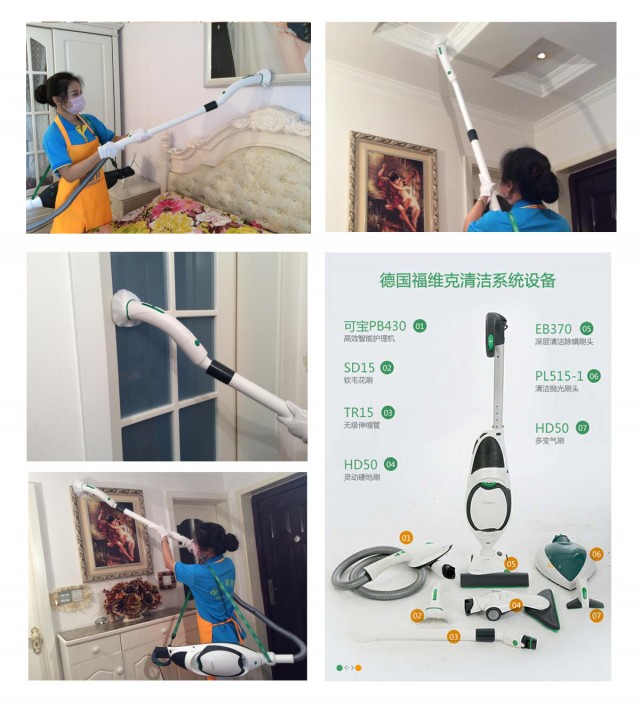 德国福维克清洁系统设备
可宝PB430 01
高效智能护理机
SD15 02
软毛花刷
TR15 03
无级伸缩管
HD50 04
灵动硬地刷
EB370 05
深层清洁除螨刷头
PL515-1 06
清洁抛光刷头
HD50 07
多变气刷
01
02
03
04
05
06
07